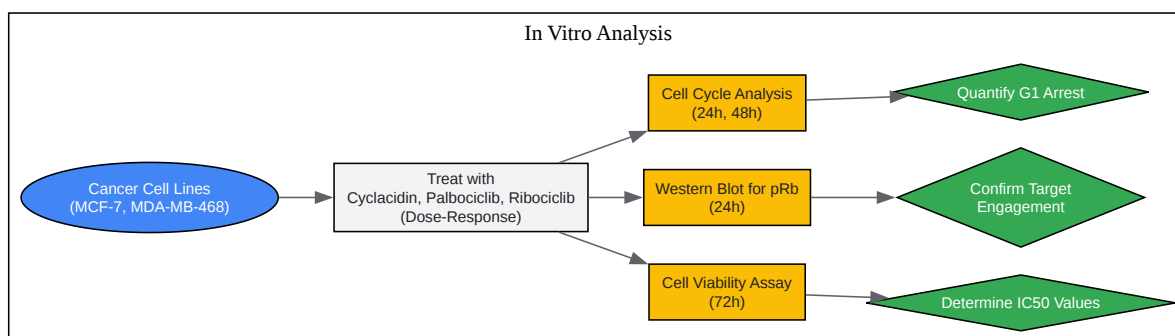 In Vitro Analysis
Cancer Cell Lines
(MCF-7, MDA-MB-468)
Treat with
Cyclacidin, Palbociclib, Ribociclib
(Dose-Response)
Cell Cycle Analysis
(24h, 48h)
Quantify G1 Arrest
Western Blot for pRb
(24h)
Confirm Target
Engagement
Cell Viability Assay
(72h)
Determine IC50 Values